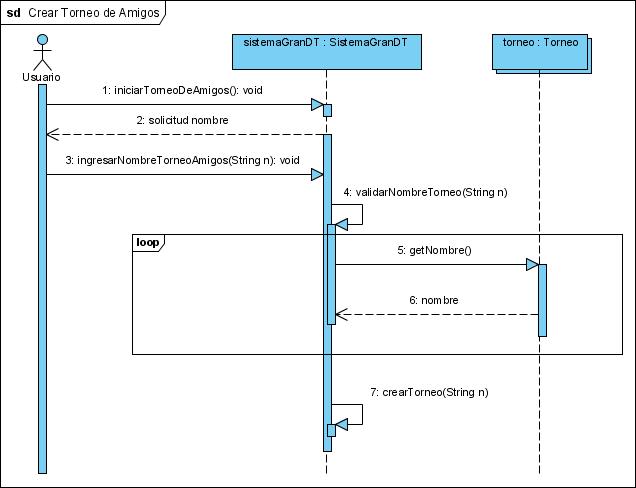 sd Crear Torneo de Amigos
sistemaGranDT : SistemaGranDT
torneo : Torneo
Usuario
1: iniciarTorneoDeAmigos(): void
2: solicitud nombre
3: ingresarNombreTorneoAmigos(String n): void
4: validarNombreTorneo(String n)
loop
5: getNombre()
6: nombre
7: crearTorneo(String n)